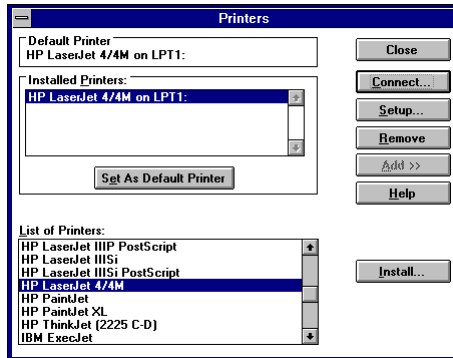 Printers
Default Printer
HP LaserJet 4/4M on LPT1:
Installed Printers:
HP LaserJet 4/4M on LPT1:
Set As Default Printer
Close
Connect...
Setup...
Remove
Add >>
Help
List of Printers:
HP LaserJet IIIP PostScript
HP LaserJet IIISi
HP LaserJet IIISi PostScript
HP LaserJet 4/4M
HP PaintJet
HP PaintJet XL
HP ThinkJet (2225 C-D)
IBM ExecJet
Install...